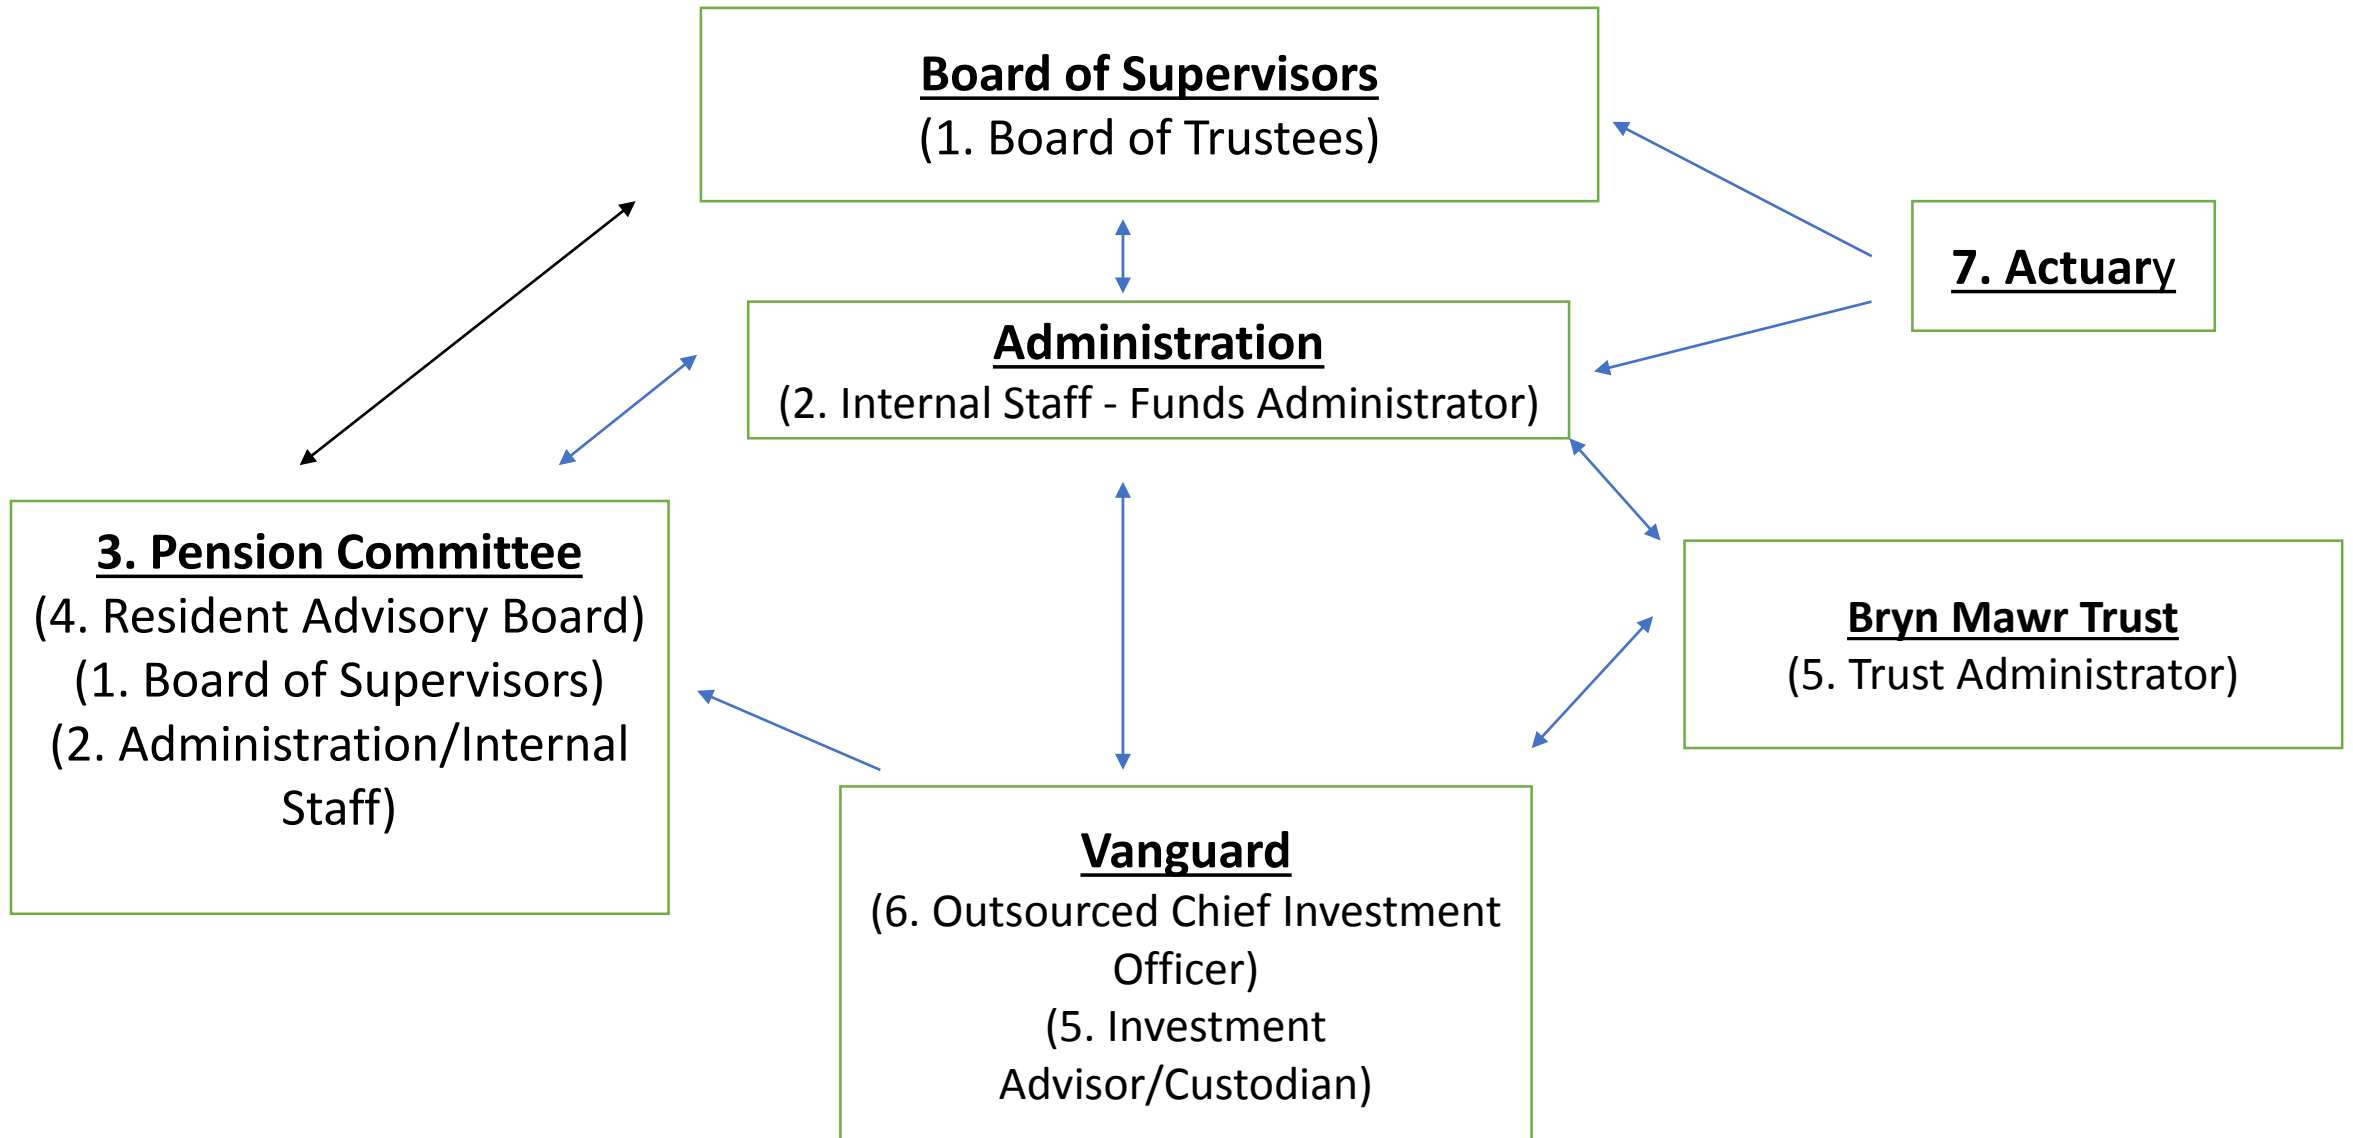 Board of Supervisors
(1. Board of Trustees)
7. Actuary
Administration
(2. Internal Staff - Funds Administrator)
3. Pension Committee
(4. Resident Advisory Board)
(1. Board of Supervisors)
(2. Administration/Internal
Staff)
Bryn Mawr Trust
(5. Trust Administrator)
Vanguard
(6. Outsourced Chief Investment
Officer)
(5. Investment
Advisor/Custodian)